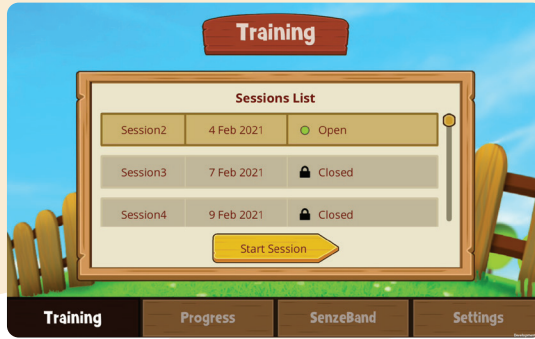 Training
Sessions List
Session2 4 Feb 2021 Open
Session3 7 Feb 2021 Closed
Session4 9 Feb 2021 Closed
Start Session
Training Progress SenzeBand Settings